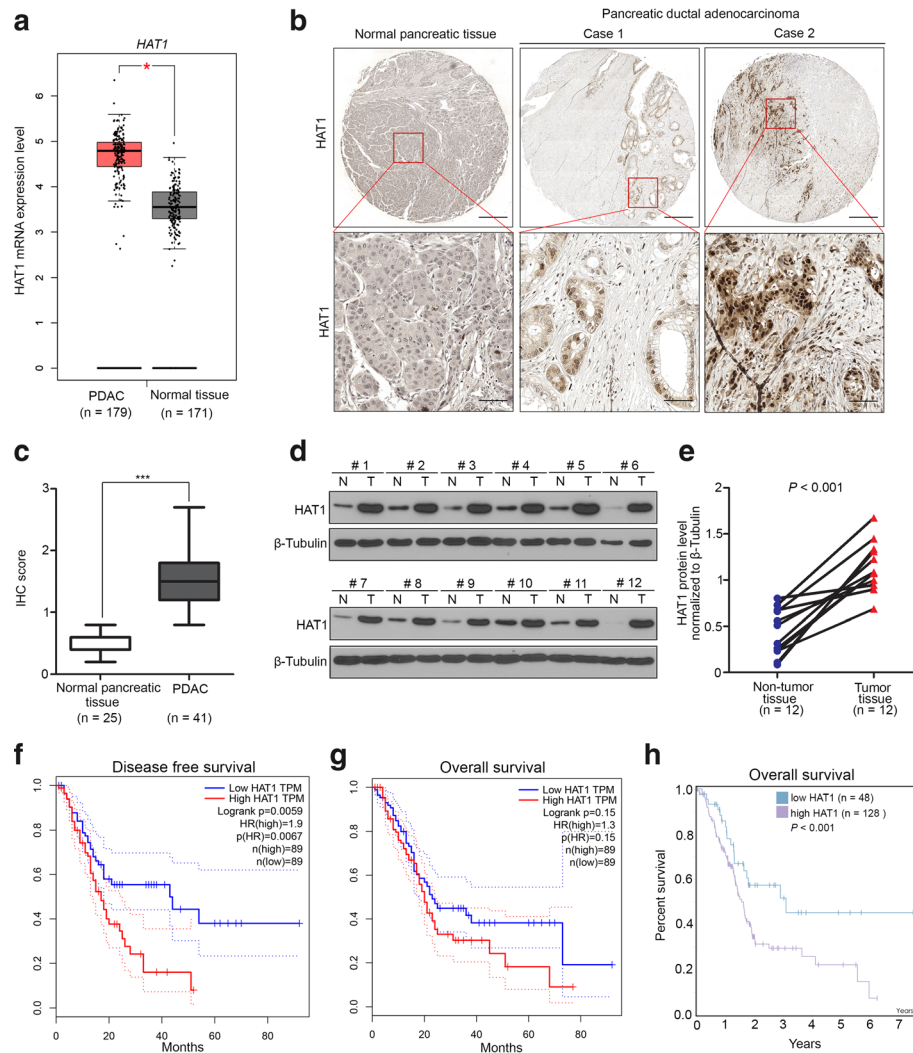 a
HAT1
*
HAT1 mRNA expression level
6
5
4
3
2
1
0
PDAC
(n = 179)
Normal tissue
(n = 171)
b
Pancreatic ductal adenocarcinoma
Normal pancreatic tissue
Case 1
Case 2
HAT1
HAT1
c
***
IHC score
3
2
1
0
Normal pancreatic
tissue
(n = 25)
PDAC
(n = 41)
d
# 1 # 2 # 3 # 4 # 5 # 6
N T N T N T N T N T N T
HAT1
β-Tubulin
# 7 # 8 # 9 # 10 # 11 # 12
N T N T N T N T N T N T
HAT1
β-Tubulin
e
P < 0.001
HAT1 protein level
normalized to β-Tubulin
2
1.5
1
0.5
0
Non-tumor
tissue
(n = 12)
Tumor
tissue
(n = 12)
f
Disease free survival
Low HAT1 TPM
High HAT1 TPM
Logrank p=0.0059
HR(high)=1.9
p(HR)=0.0067
n(high)=89
n(low)=89
1.0
0.8
0.6
0.4
0.2
0.0
0 20 40 60 80
Months
g
Overall survival
Low HAT1 TPM
High HAT1 TPM
Logrank p=0.15
HR(high)=1.3
p(HR)=0.15
n(high)=89
n(low)=89
1.0
0.8
0.6
0.4
0.2
0.0
0 20 40 60 80
Months
h
Overall survival
low HAT1 (n = 48)
high HAT1 (n = 128 )
P < 0.001
Percent survival
1.0
0.8
0.6
0.4
0.2
0
Years
0 1 2 3 4 5 6 7
Years